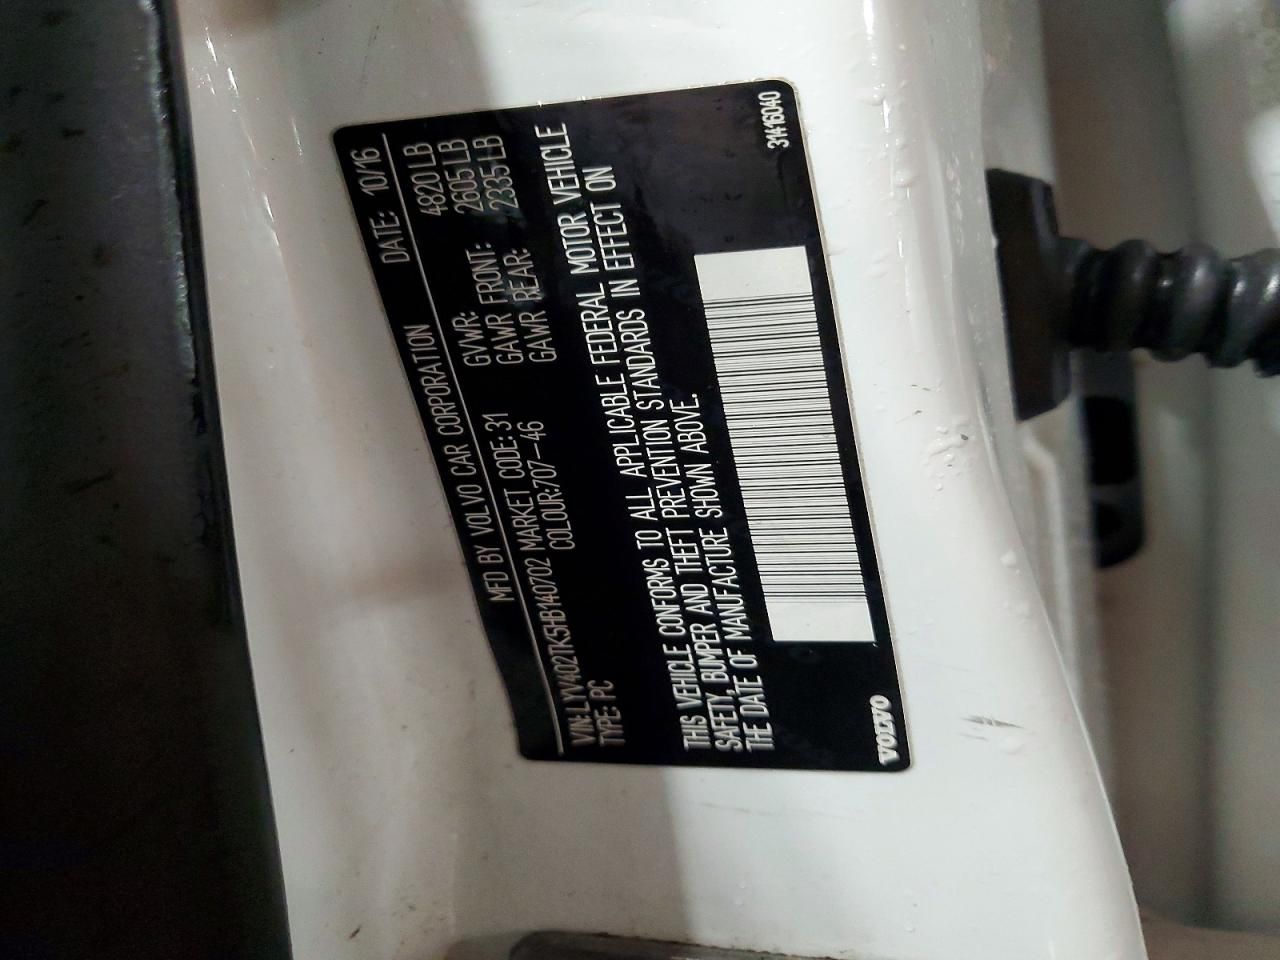 MFD BY VOLVO CAR CORPORATION DATE: 10/16
VIN:LYV402TK5HB140702 MARKET CODE:31 GVWR: 4820 LB
TYPE: PC COLOUR:707-46 GAWR FRONT: 2605 LB
GAWR REAR: 2335 LB
THIS VEHICLE CONFORMS TO ALL APPLICABLE FEDERAL MOTOR VEHICLE
SAFETY, BUMPER AND THEFT PREVENTION STANDARDS IN EFFECT ON
THE DATE OF MANUFACTURE SHOWN ABOVE.
VOLVO 31416040